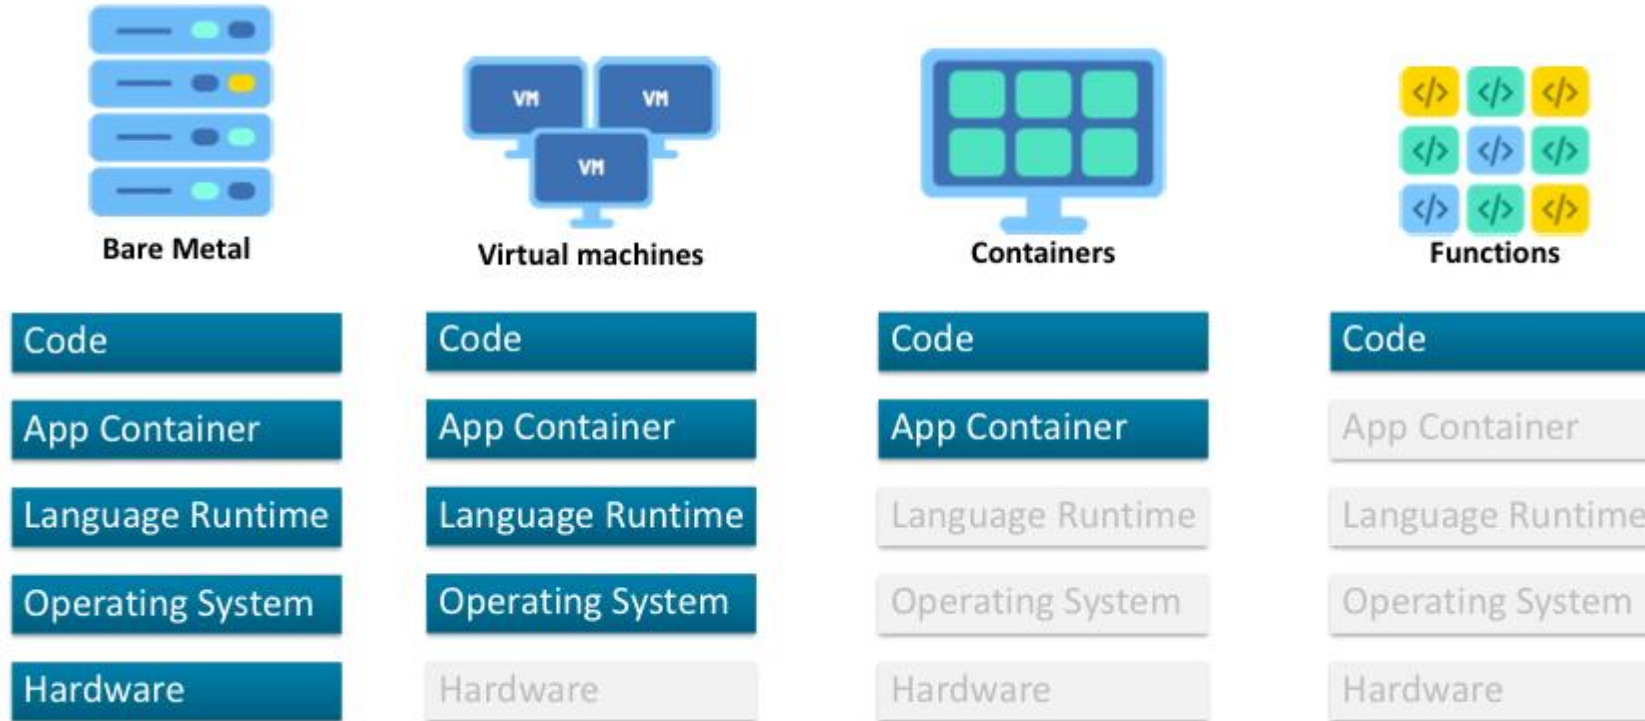 VM
VM
VM
</>
</>
</>
</>
</>
</>
</>
</>
</>
Bare Metal
Virtual machines
Containers
Functions
Code
Code
Code
Code
App Container
App Container
App Container
App Container
Language Runtime
Language Runtime
Language Runtime
Language Runtime
Operating System
Operating System
Operating System
Operating System
Hardware
Hardware
Hardware
Hardware